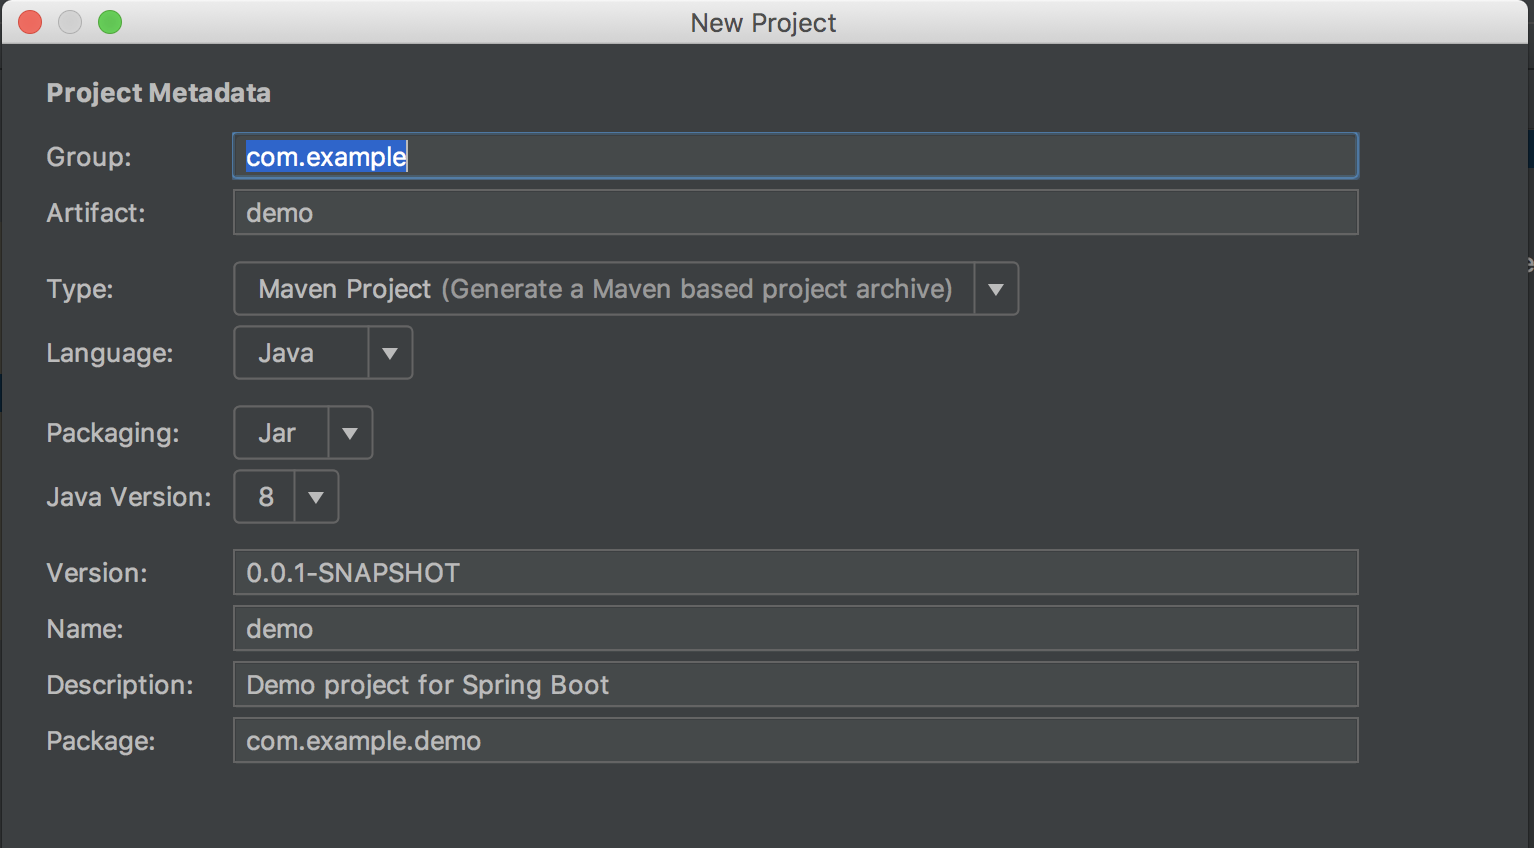 New Project
Project Metadata
Group: com.example
Artifact: demo
Type: Maven Project (Generate a Maven based project archive)
Language: Java
Packaging: Jar
Java Version: 8
Version: 0.0.1-SNAPSHOT
Name: demo
Description: Demo project for Spring Boot
Package: com.example.demo